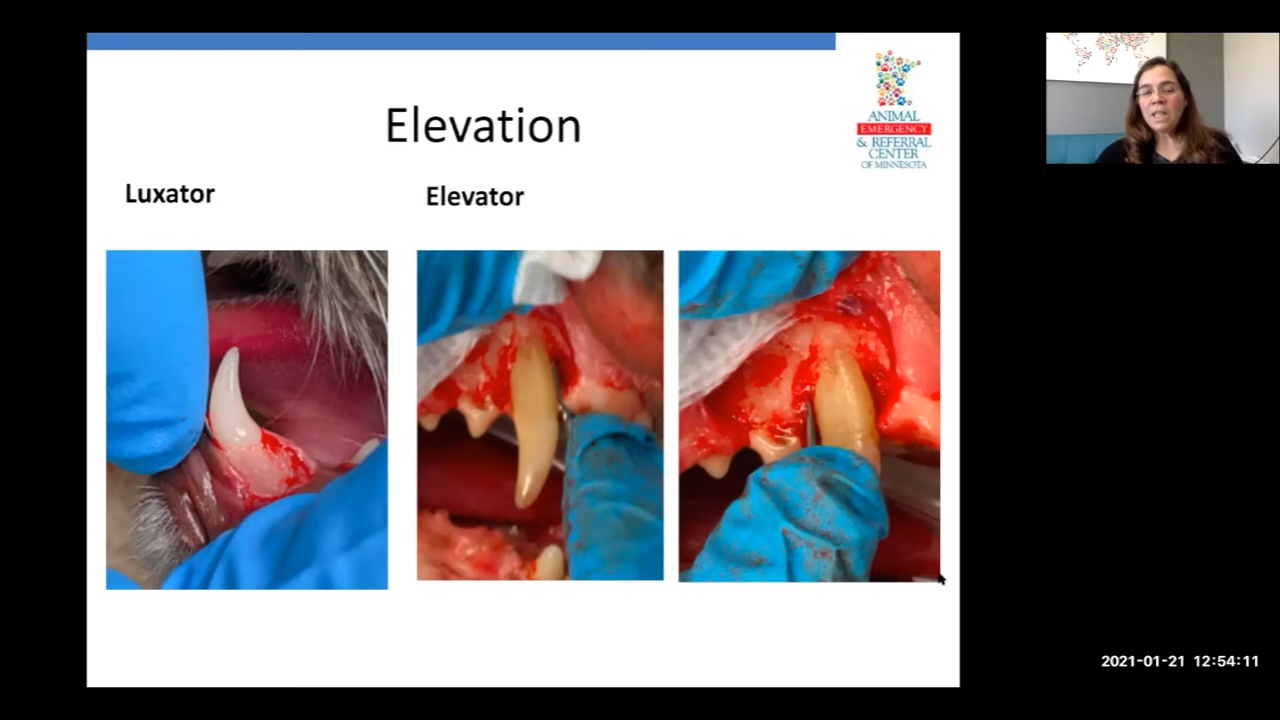 Elevation
ANIMAL
EMERGENCY
& REFERRAL
CENTER
OF MINNESOTA
Luxator
Elevator
2021-01-21 12:54:11